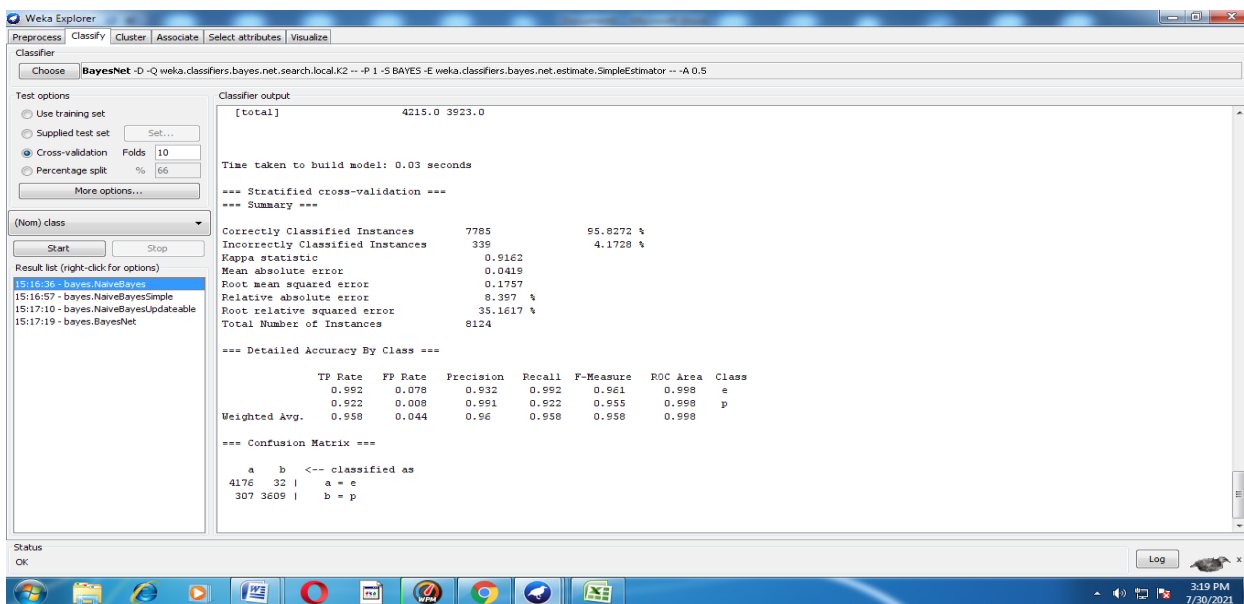 Weka Explorer
Preprocess Classify Cluster Associate Select attributes Visualize
Classifier
Choose BayesNet -D -Q weka.classifiers.bayes.net.search.local.K2 -- -P 1 -S BAYES -E weka.classifiers.bayes.net.estimate.SimpleEstimator -- -A 0.5
Test options
Use training set
Supplied test set Set...
Cross-validation Folds 10
Percentage split % 66
More options...
(Nom) class
Start Stop
Result list (right-click for options)
15:16:36 - bayes.NaiveBayes
15:16:57 - bayes.NaiveBayesSimple
15:17:10 - bayes.NaiveBayesUpdateable
15:17:19 - bayes.BayesNet
Classifier output
[total] 4215.0 3923.0
Time taken to build model: 0.03 seconds
=== Stratified cross-validation ===
=== Summary ===
Correctly Classified Instances 7785 95.8272 %
Incorrectly Classified Instances 339 4.1728 %
Kappa statistic 0.9162
Mean absolute error 0.0419
Root mean squared error 0.1757
Relative absolute error 8.397 %
Root relative squared error 35.1617 %
Total Number of Instances 8124
=== Detailed Accuracy By Class ===
TP Rate FP Rate Precision Recall F-Measure ROC Area Class
0.992 0.078 0.932 0.992 0.961 0.998 e
0.922 0.008 0.991 0.922 0.955 0.998 p
Weighted Avg. 0.958 0.044 0.96 0.958 0.958 0.998
=== Confusion Matrix ===
a b <-- classified as
4176 32 | a = e
307 3609 | b = p
Status
OK
Log
x 
WPM
3:19 PM
7/30/2021